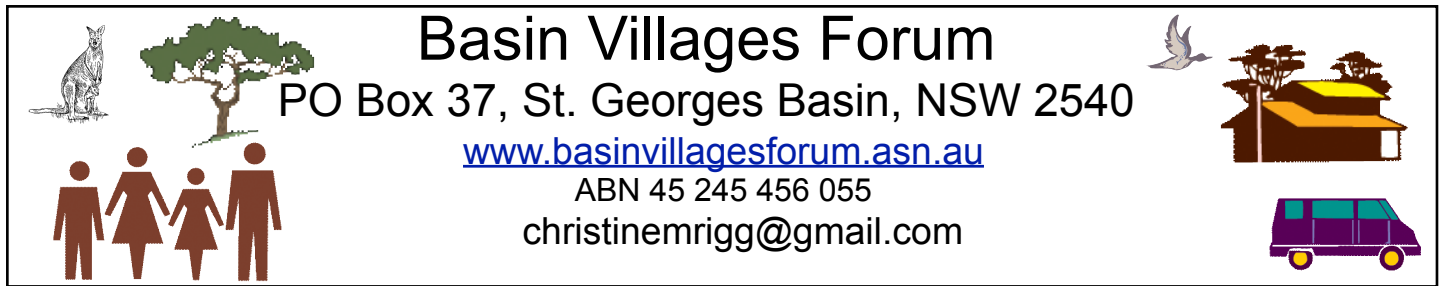 Basin Villages Forum
PO Box 37, St. Georges Basin, NSW 2540
www.basinvillagesforum.asn.au
ABN 45 245 456 055
christinemrigg@gmail.com